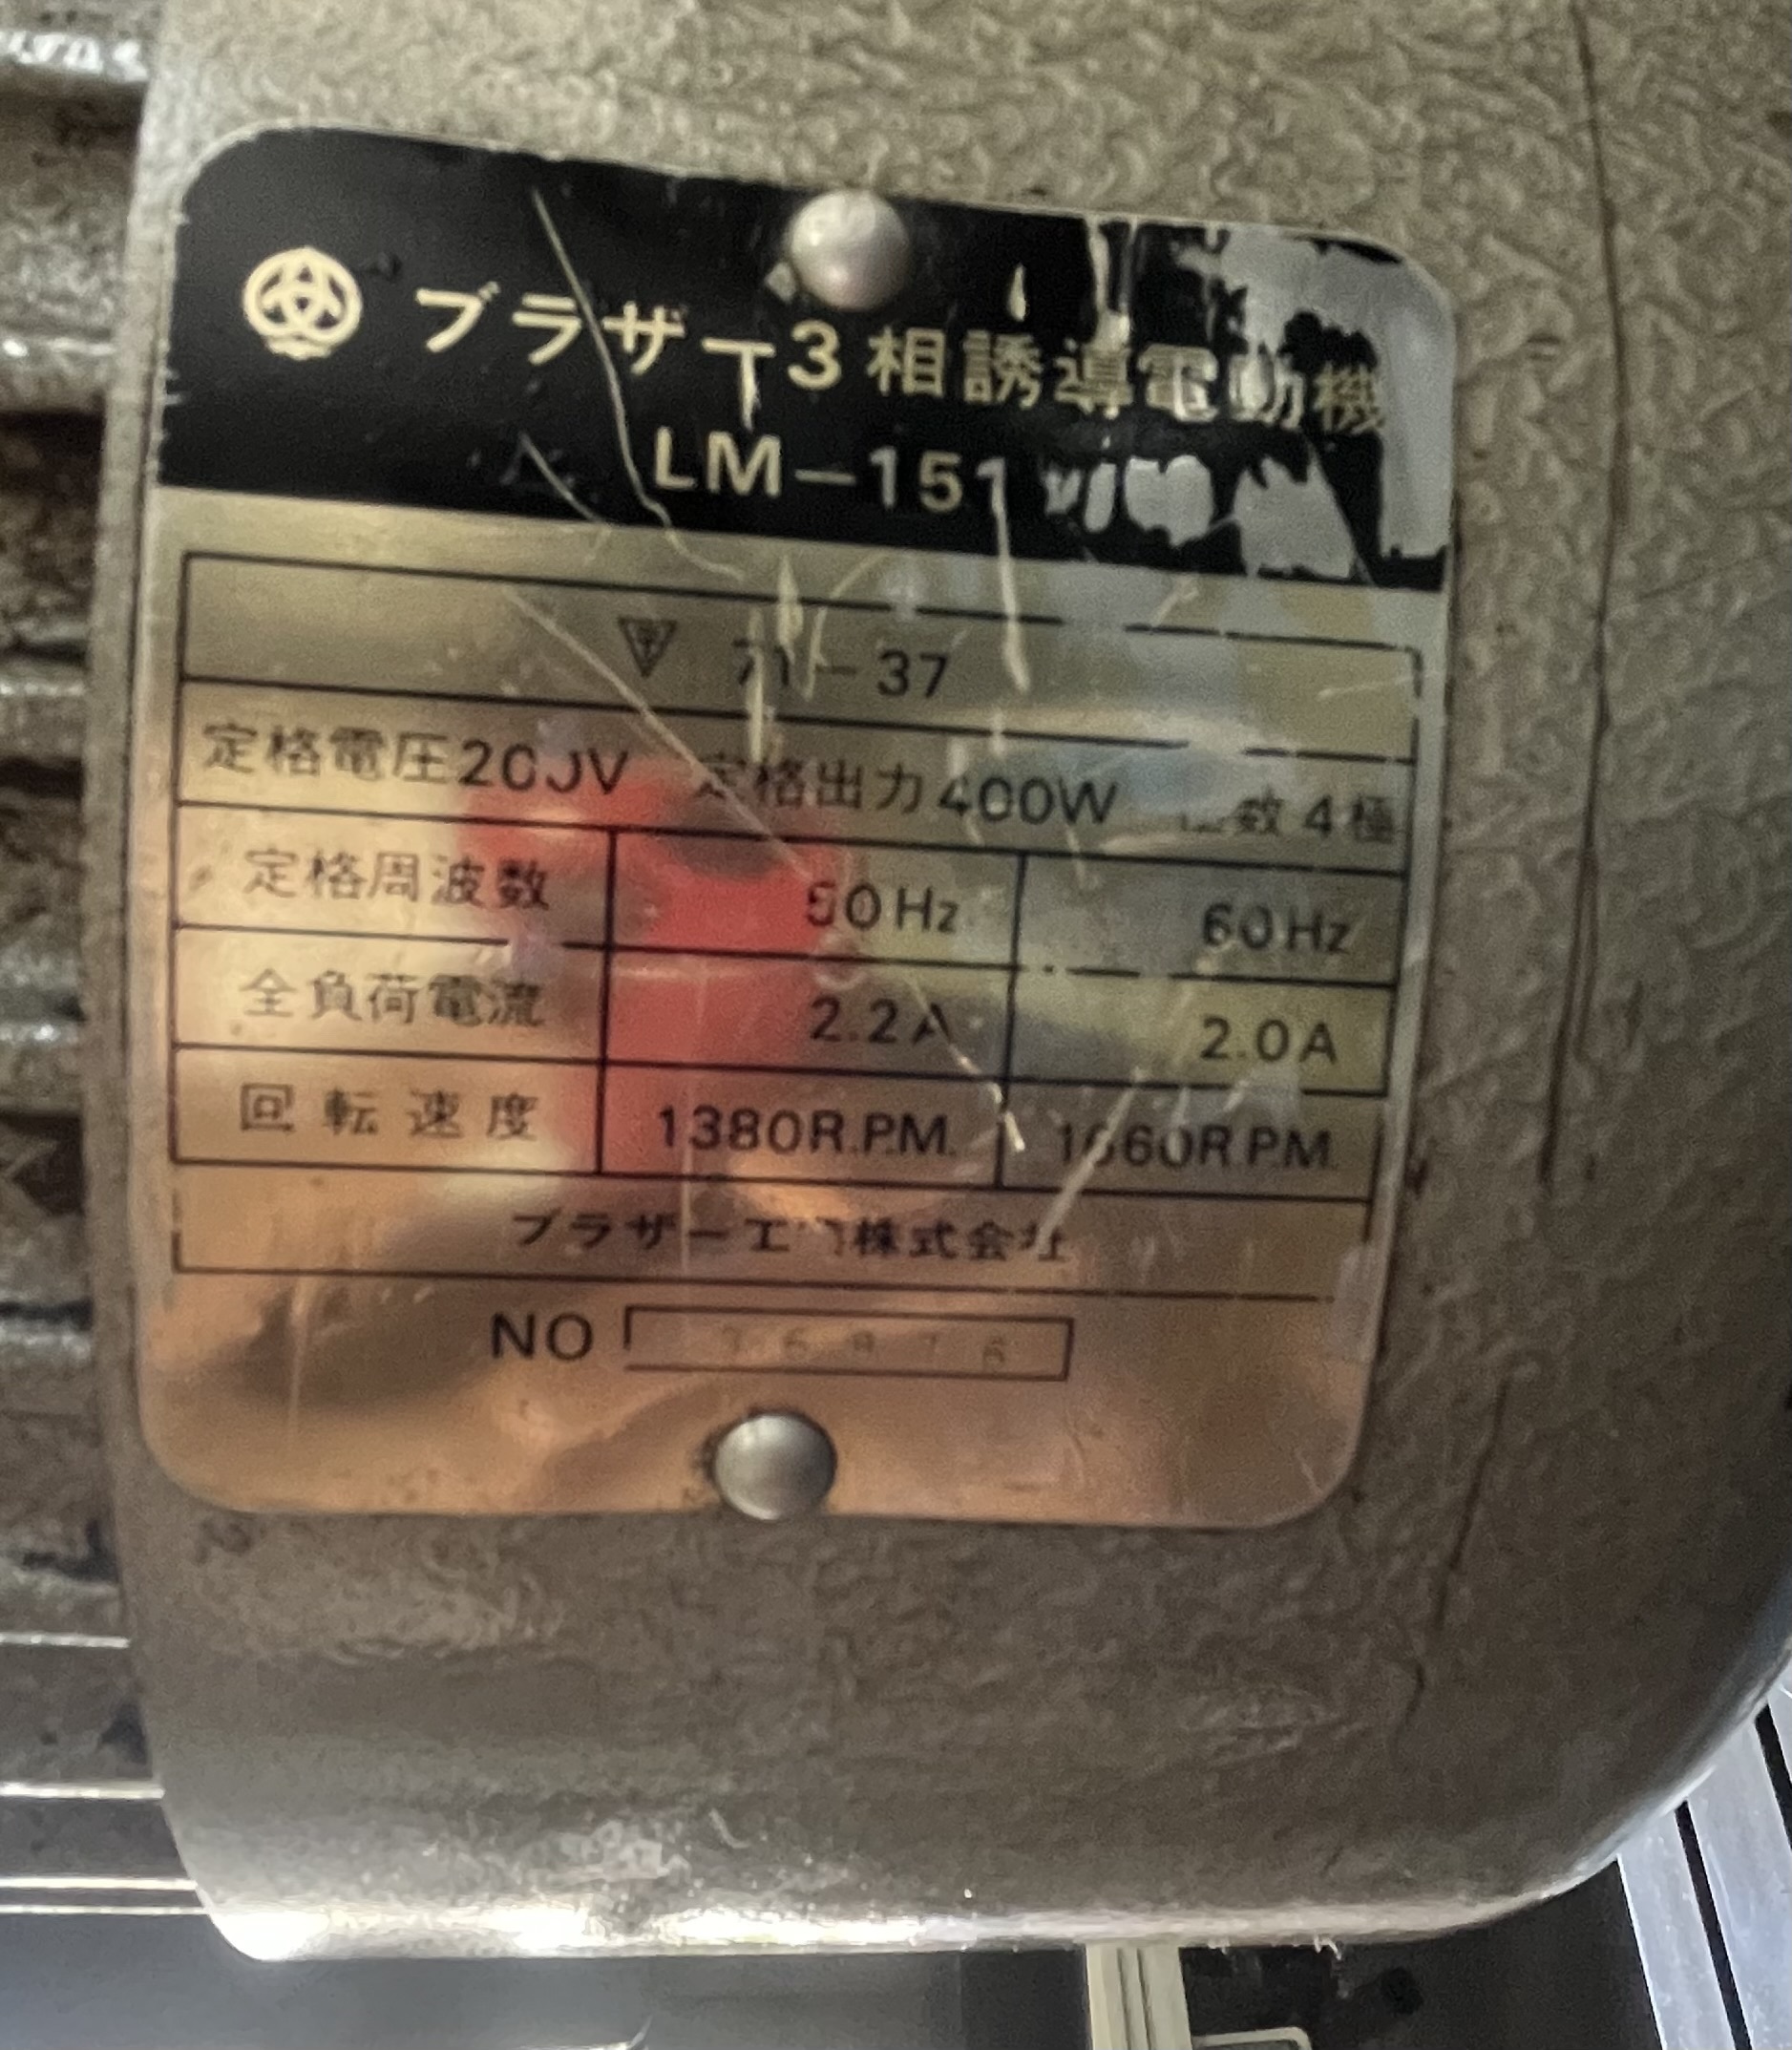 ブラザー3相誘導電動機
LM-151
71-37
定格電圧200V 定格出力400W 数4極
定格周波数 50Hz 60Hz
全負荷電流 2.2A 2.0A
回転速度 1380R.P.M. 1660R.P.M.
ブラザー工業株式会社
NO